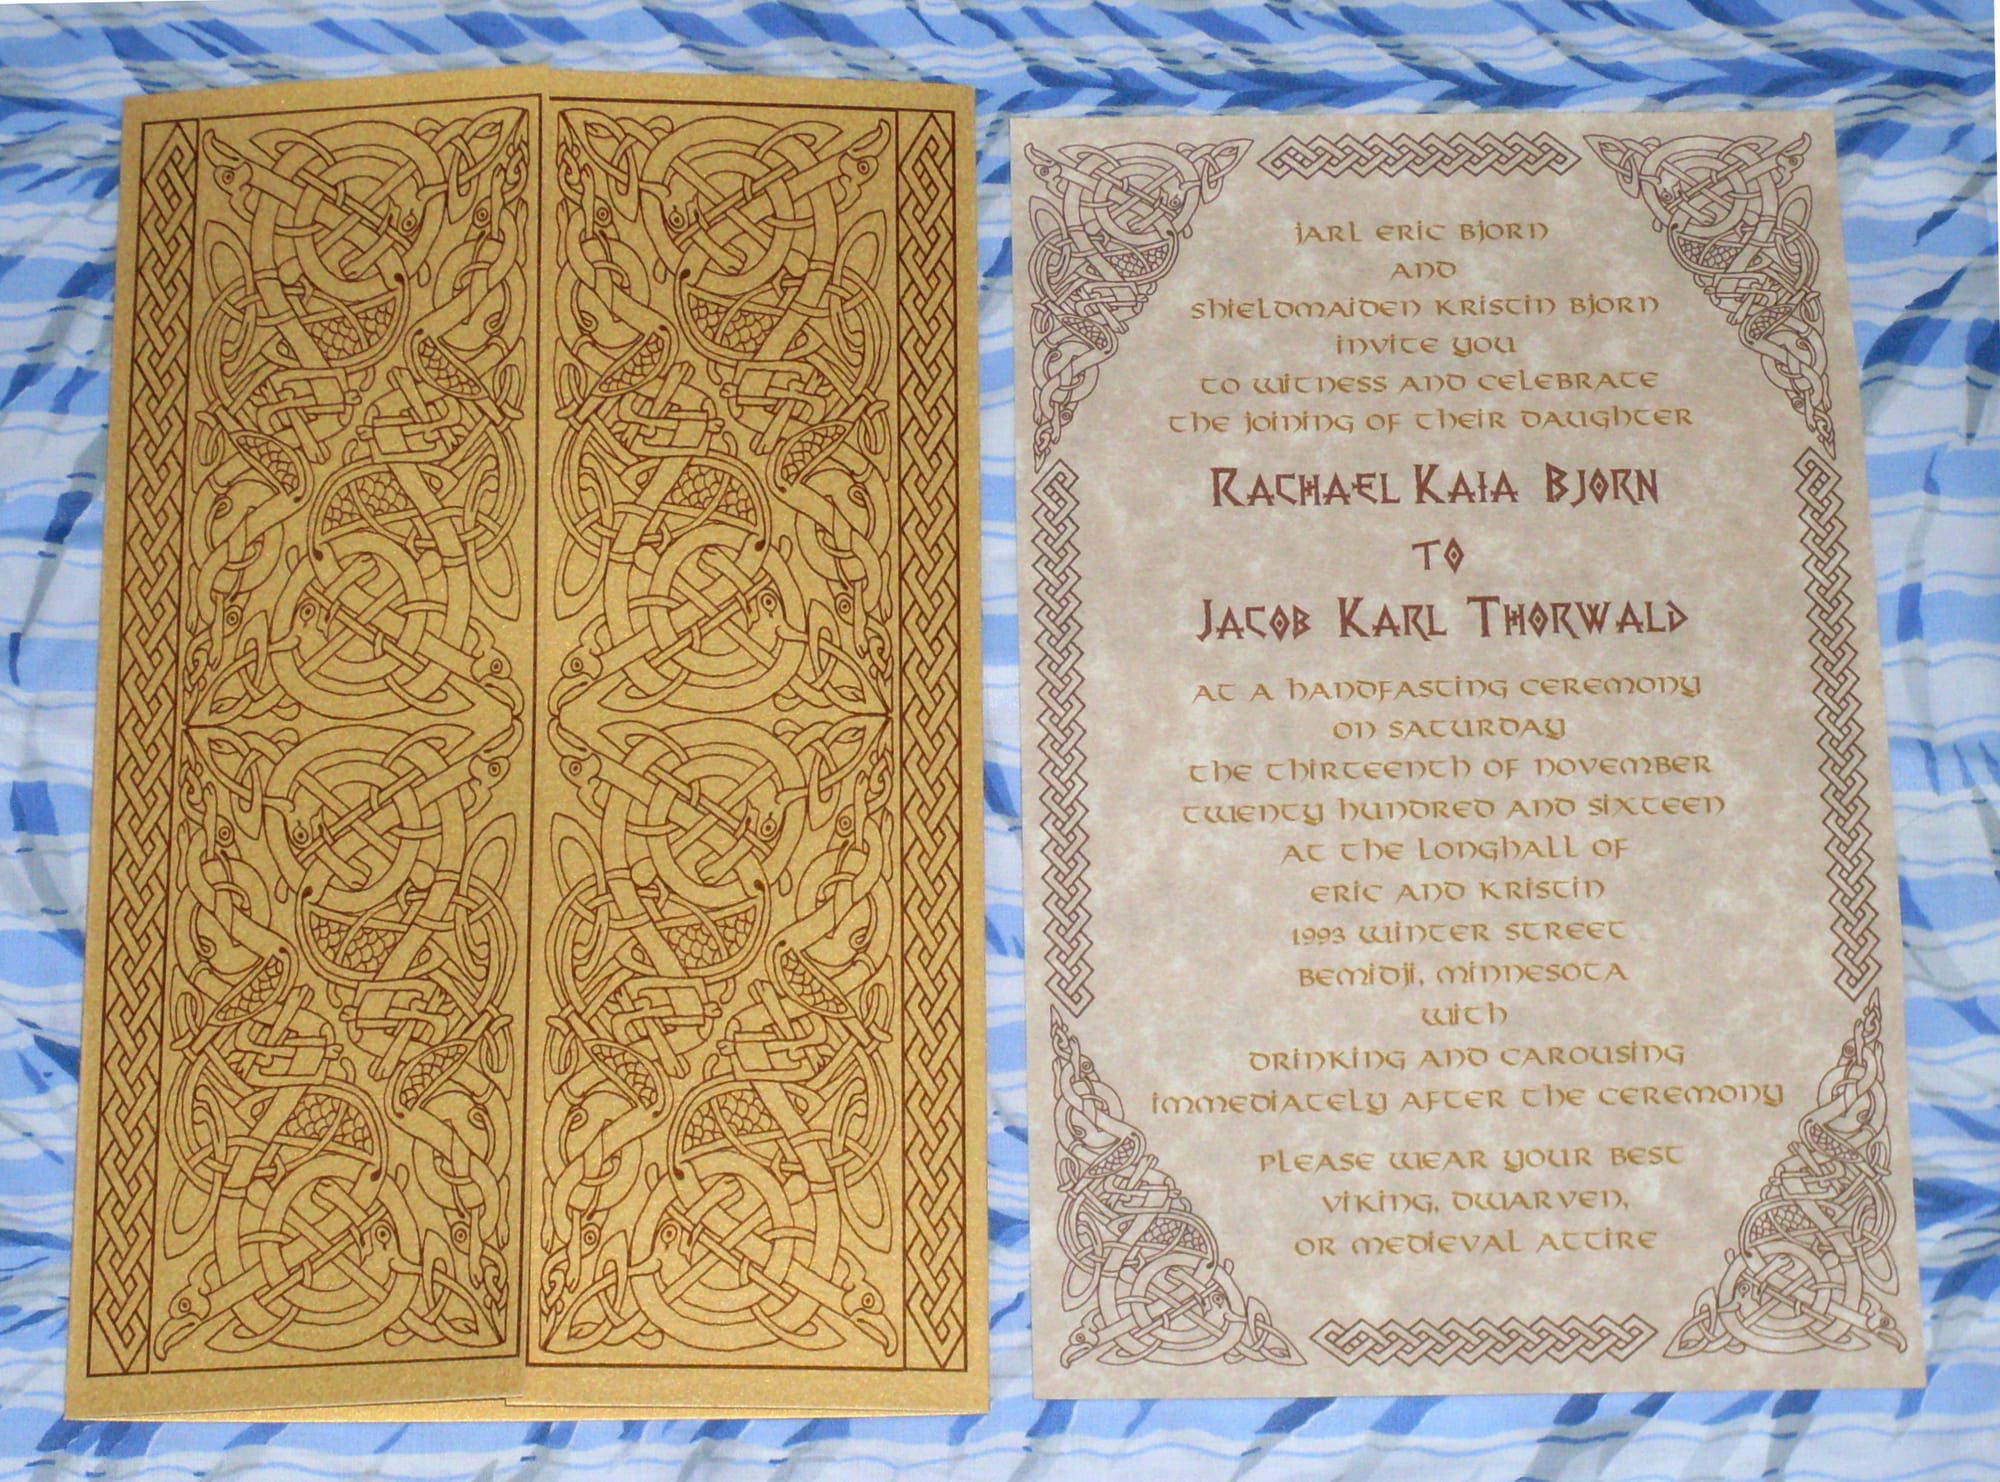 Jarl Eric Bjorn
and
Shieldmaiden Kristin Bjorn
invite you
to witness and celebrate
the joining of their daughter
Rachael Kaia Bjorn
to
Jacob Karl Thorwald
at a handfasting ceremony
on Saturday
the thirteenth of November
twenty hundred and sixteen
at the longhall of
Eric and Kristin
1993 Winter Street
Bemidji, Minnesota
with
drinking and carousing
immediately after the ceremony
Please wear your best
Viking, Dwarven,
or Medieval attire